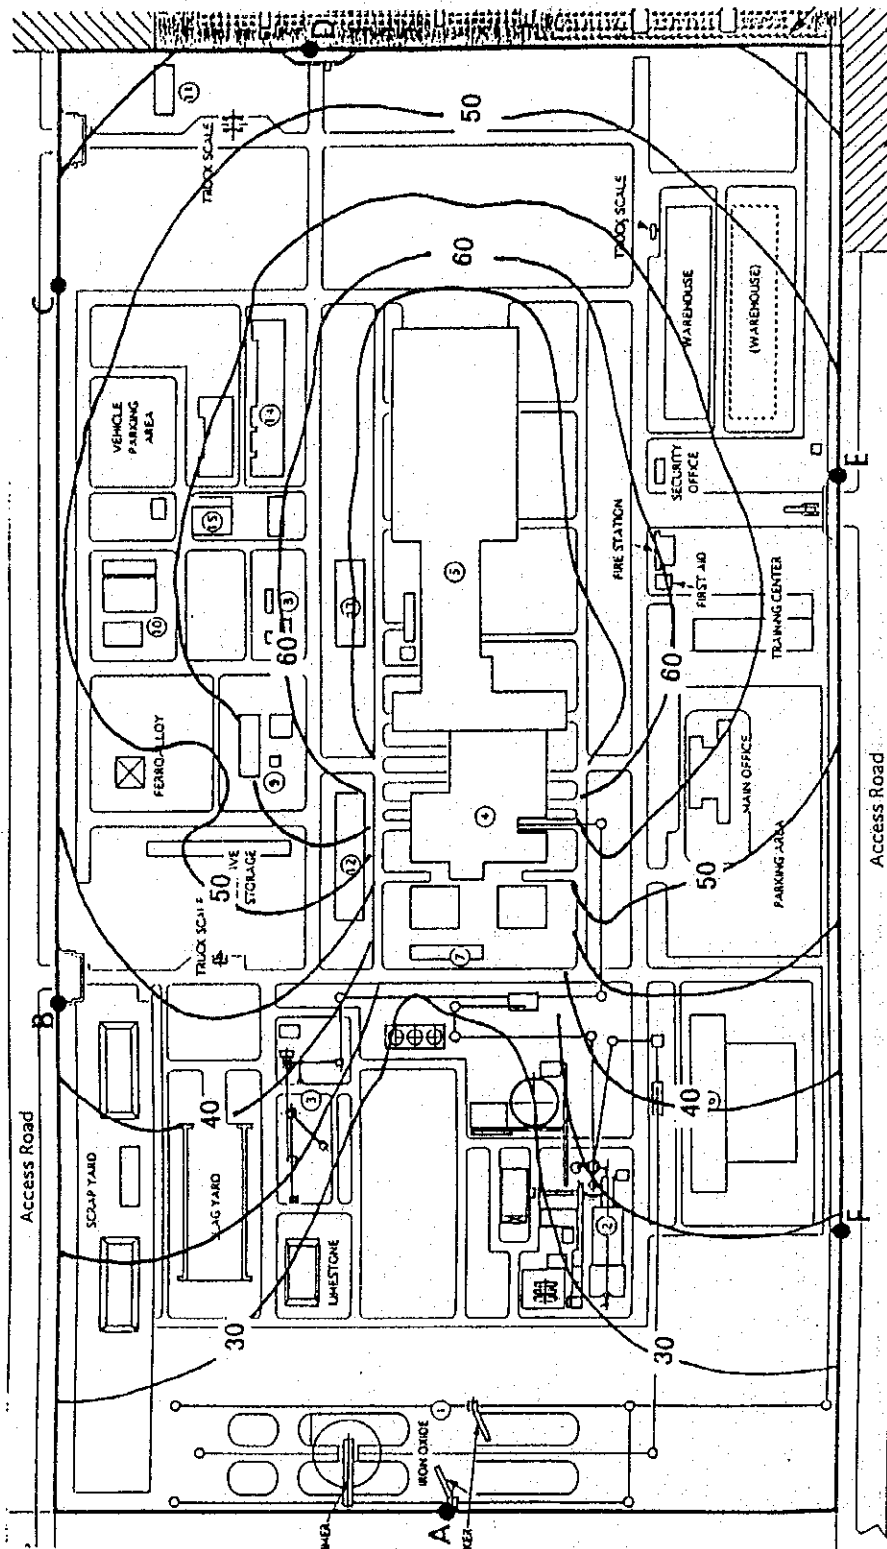 D
50
11
TRUCK SCALE
C
60
TRUCK SCALE
WAREHOUSE
(WAREHOUSE)
VEHICLE
PARKING
AREA
14
15
SECURITY
OFFICE
E
5
FIRE STATION
FIRST AID
TRAINING CENTER
10
3
13
60
60
FERROALLOY
9
MAIN OFFICE
4
12
50
STORAGE
TRUCK SCALE
50
PARKING AREA
Access Road
7
B
3
40
40
6
Access Road
SCRAP YARD
SLAG YARD
LIMESTONE
2
F
30
30
1
IRON OXIDE
A